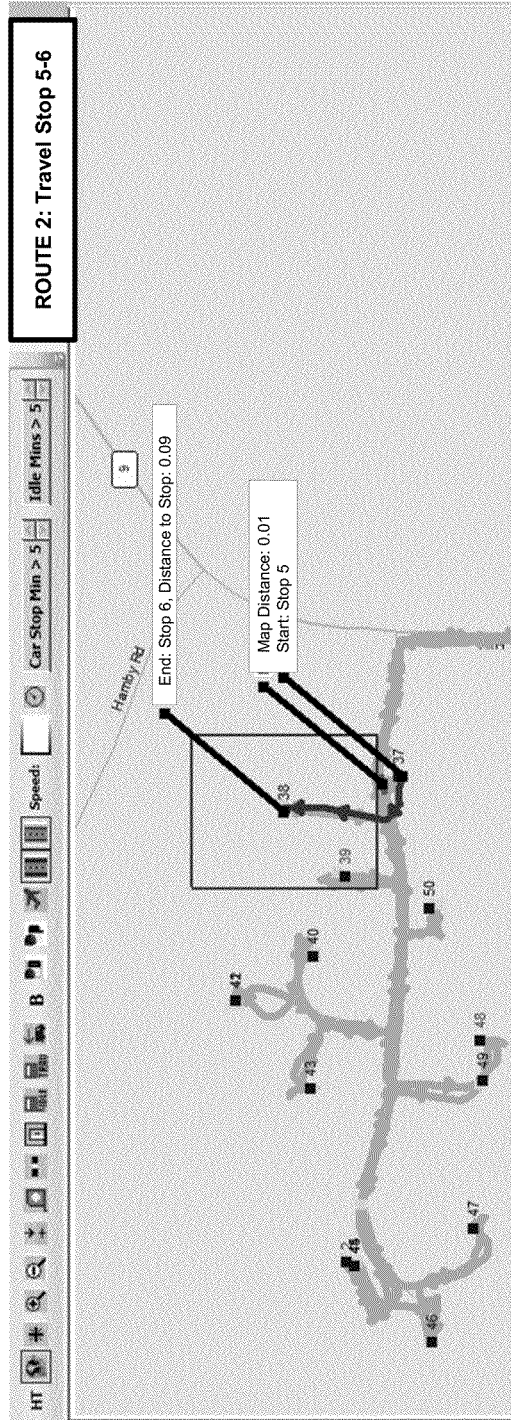 ROUTE 2: Travel Stop 5-6
HT
B
Speed:
Car Stop Min > 5
Idle Mins > 5
Hamby Rd
9
End: Stop 6, Distance to Stop: 0.09
Map Distance: 0.01
Start: Stop 5
37
38
39
40
42
43
50
48
49
2
47
46